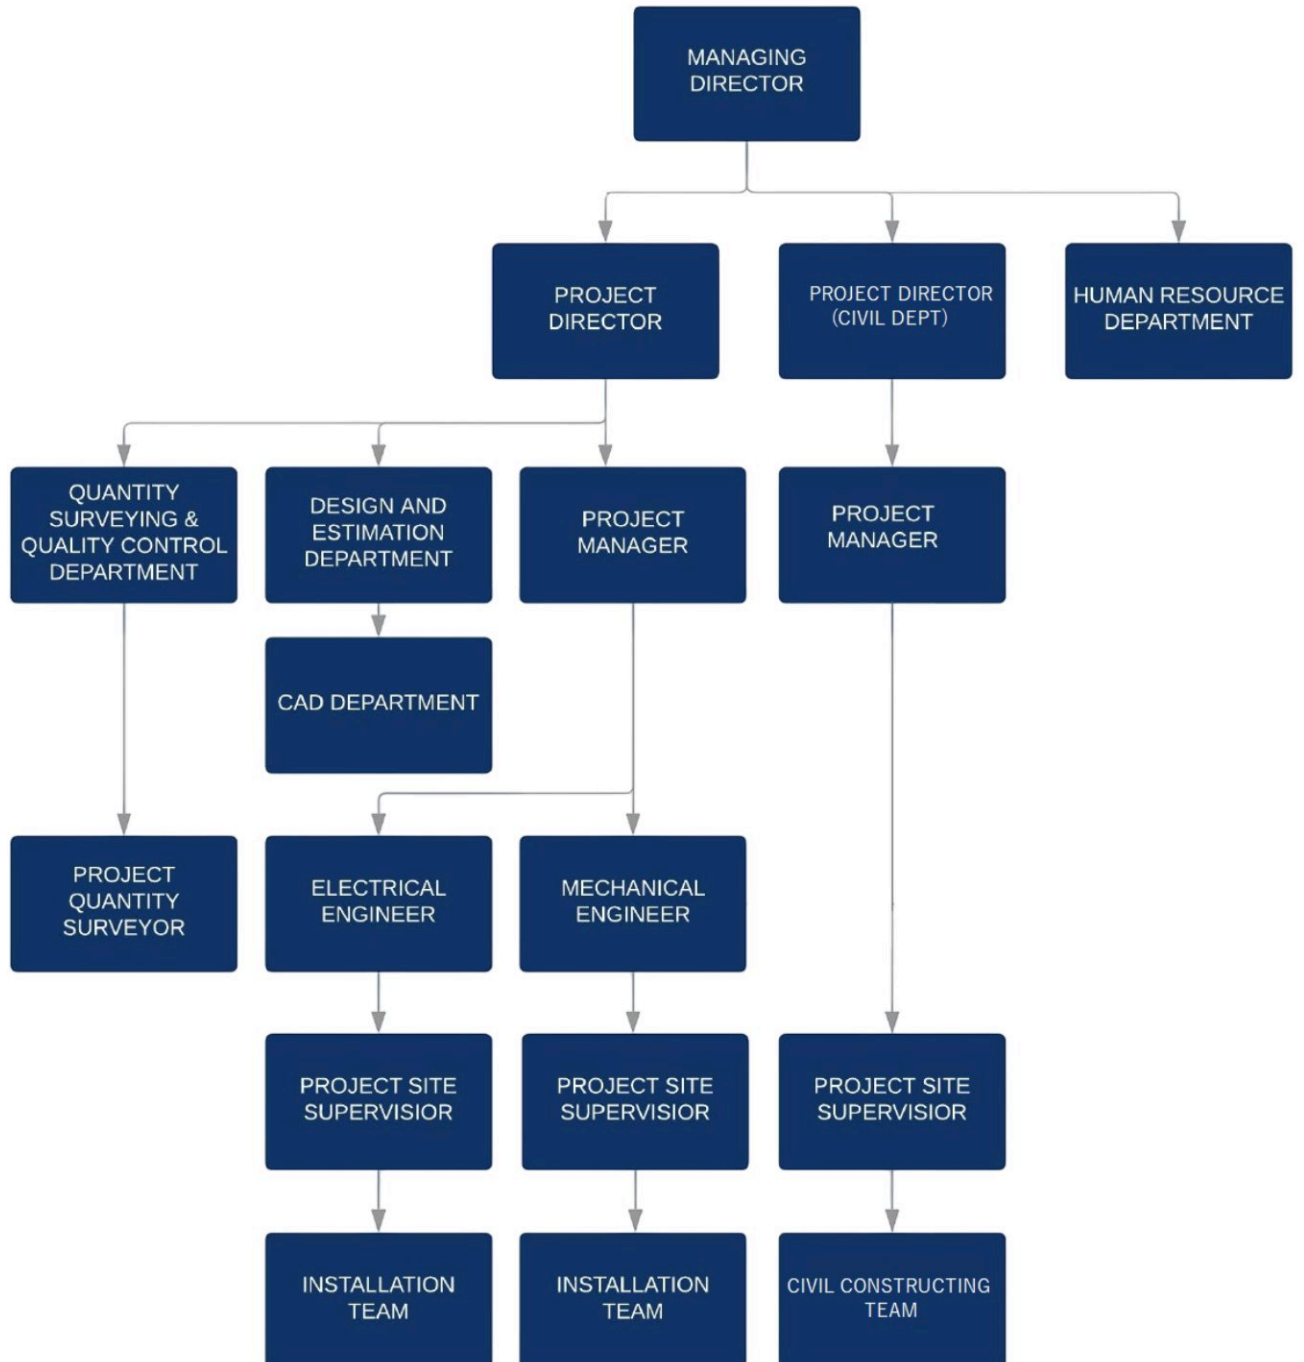 MANAGING
DIRECTOR
PROJECT
DIRECTOR
PROJECT DIRECTOR
(CIVIL DEPT)
HUMAN RESOURCE
DEPARTMENT
QUANTITY
SURVEYING &
QUALITY CONTROL
DEPARTMENT
DESIGN AND
ESTIMATION
DEPARTMENT
PROJECT
MANAGER
PROJECT
MANAGER
CAD DEPARTMENT
PROJECT
QUANTITY
SURVEYOR
ELECTRICAL
ENGINEER
MECHANICAL
ENGINEER
PROJECT SITE
SUPERVISIOR
PROJECT SITE
SUPERVISIOR
PROJECT SITE
SUPERVISIOR
INSTALLATION
TEAM
INSTALLATION
TEAM
CIVIL CONSTRUCTING
TEAM